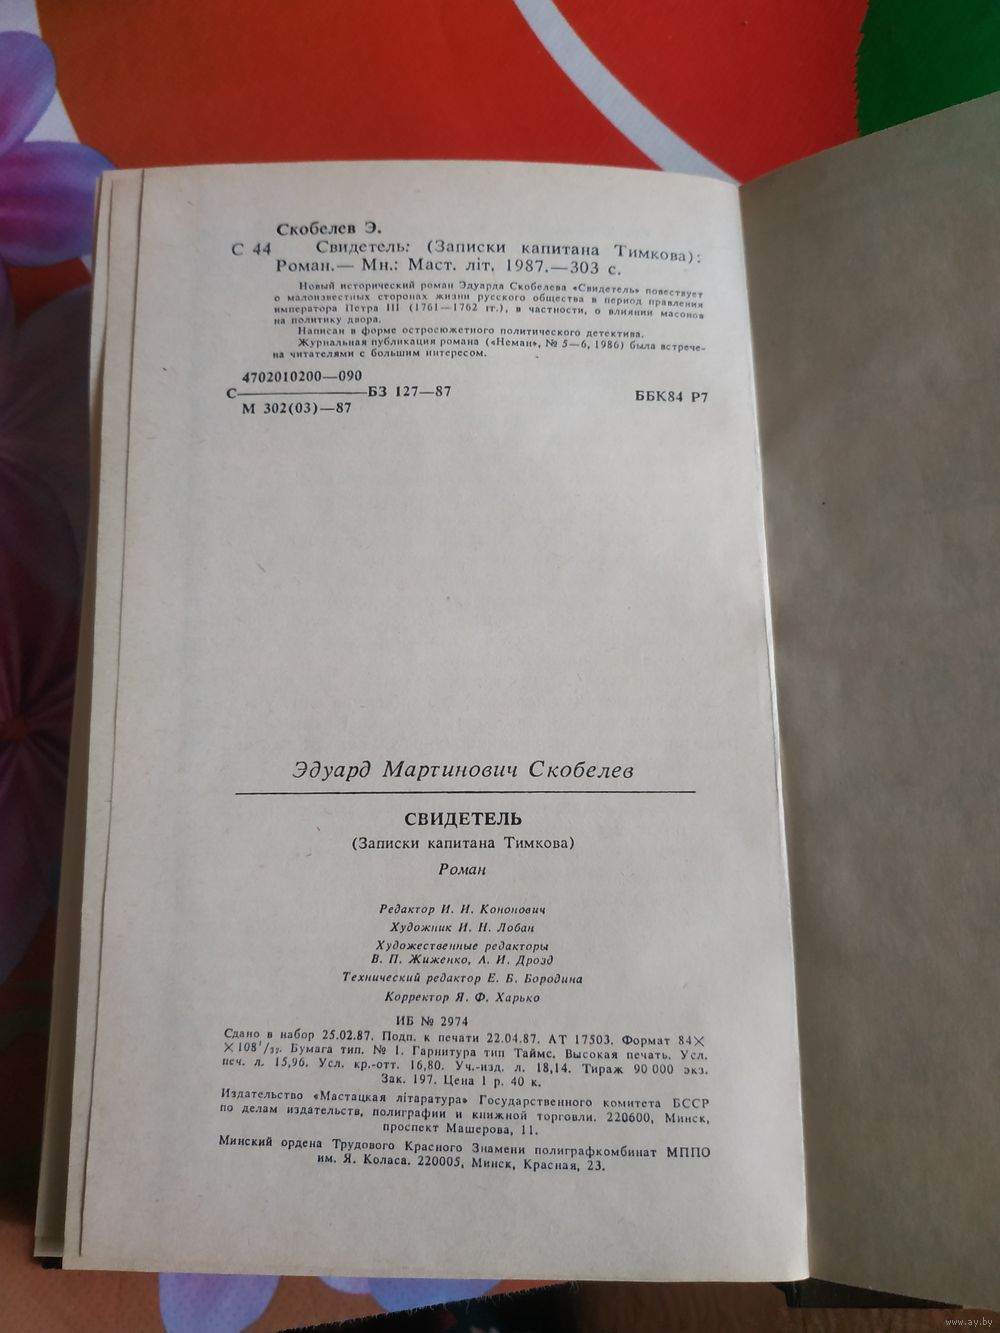 Скобелев Э.
С 44 Свидетель: (Записки капитана Тимкова):
Роман.— Мн.: Маст. літ, 1987.—303 с.
Новый исторический роман Эдуарда Скобелева «Свидетель» повествует
о малоизвестных сторонах жизни русского общества в период правления
императора Петра III (1761—1762 гг.), в частности, о влиянии масонов
на политику двора.
Написан в форме остросюжетного политического детектива.
Журнальная публикация романа («Неман», № 5—6, 1986) была встрече-
на читателями с большим интересом.
4702010200—090
С————БЗ 127—87
М 302(03)—87
ББК84 Р7
Эдуард Мартинович Скобелев
СВИДЕТЕЛЬ
(Записки капитана Тимкова)
Роман
Редактор И. И. Кононович
Художник И. Н. Лобан
Художественные редакторы
В. П. Жиженко, А. И. Дрозд
Технический редактор Е. Б. Бородина
Корректор Я. Ф. Харько
ИБ № 2974
Сдано в набор 25.02.87. Подп. к печати 22.04.87. АТ 17503. Формат 84×
×108¹/₃₂. Бумага тип. № 1. Гарнитура тип Таймс. Высокая печать. Усл.
печ. л. 15,96. Усл. кр.-отт. 16,80. Уч.-изд. л. 18,14. Тираж 90 000 экз.
Зак. 197. Цена 1 р. 40 к.
Издательство «Мастацкая літаратура» Государственного комитета БССР
по делам издательств, полиграфии и книжной торговли. 220600, Минск,
проспект Машерова, 11.
Минский ордена Трудового Красного Знамени полиграфкомбинат МППО
им. Я. Коласа. 220005, Минск, Красная, 23.
www.ay.by